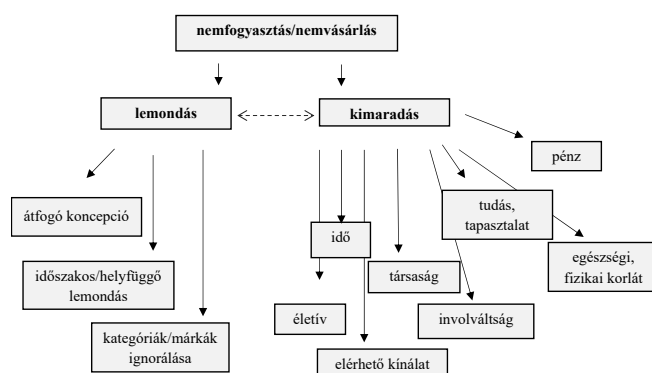 nemfogyasztás/nemvásárlás
lemondás
kimaradás
pénz
átfogó koncepció
tudás,
tapasztalat
idő
egészségi,
fizikai korlát
időszakos/helyfüggő
lemondás
társaság
életív
involváltság
kategóriák/márkák
ignorálása
elérhető kínálat